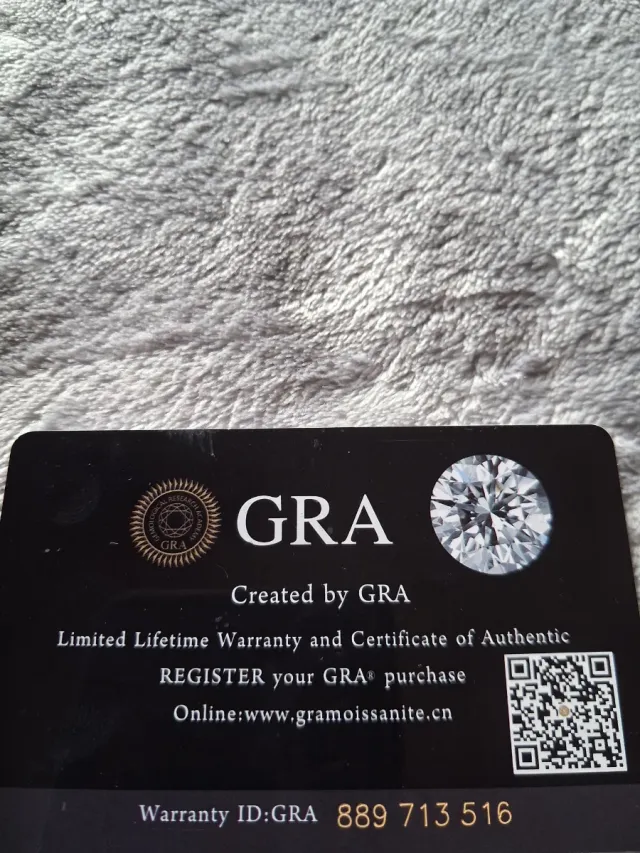 GRA
GRA
Created by GRA
Limited Lifetime Warranty and Certificate of Authentic
REGISTER your GRA® purchase
Online:www.gramoissanite.cn
Warranty ID:GRA 889 713 516